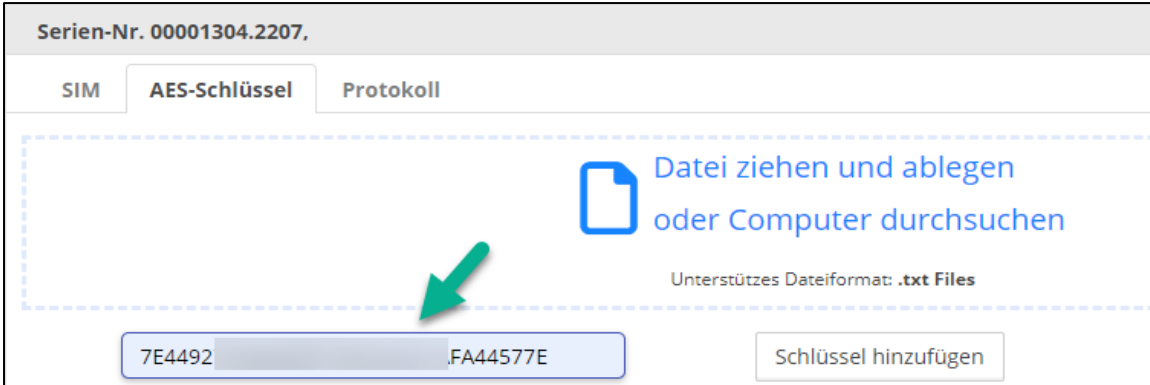 Serien-Nr. 00001304.2207,
SIM AES-Schlüssel Protokoll
Datei ziehen und ablegen
oder Computer durchsuchen
Unterstützes Dateiformat: .txt Files
7E4492 FA44577E Schlüssel hinzufügen